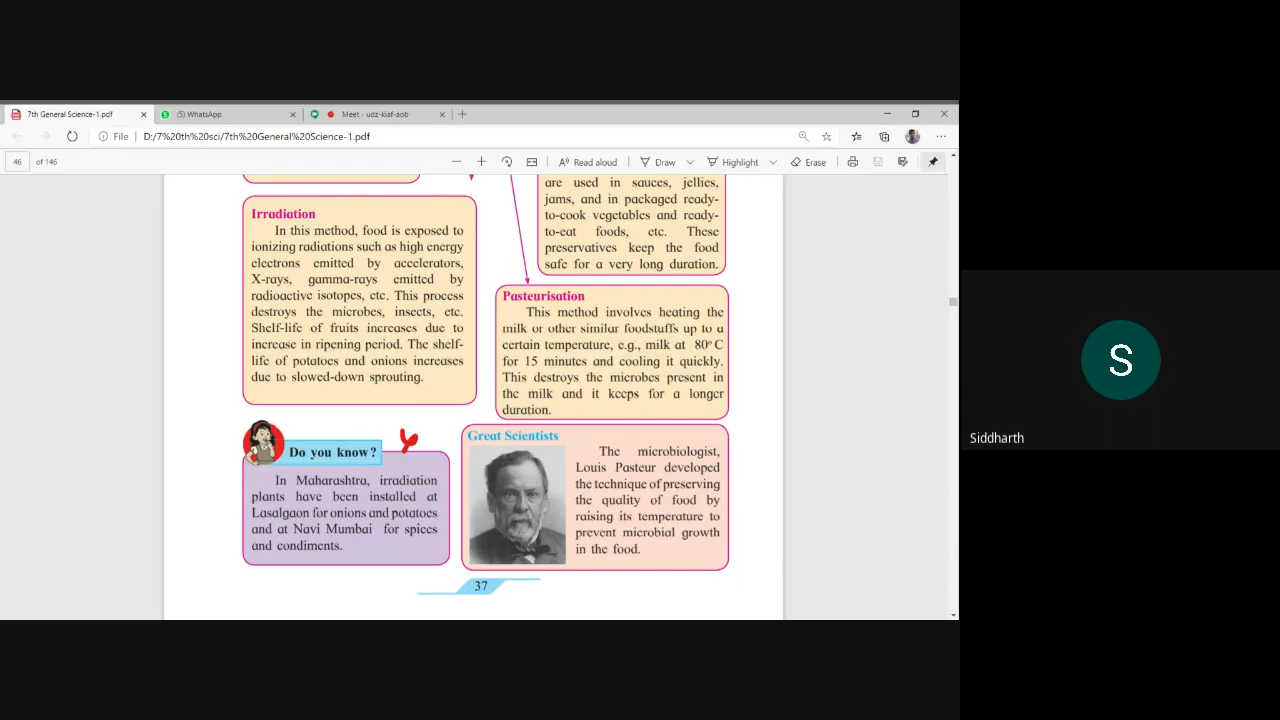 7th General Science-1.pdf
(5) WhatsApp
Meet - udz-kiaf-aob
File
D:/7%20th%20sci/7th%20General%20Science-1.pdf
46 of 146
Read aloud
Draw
Highlight
Erase
are used in sauces, jellies,
jams, and in packaged ready-
to-cook vegetables and ready-
to-eat foods, etc. These
preservatives keep the food
safe for a very long duration.
Irradiation
In this method, food is exposed to
ionizing radiations such as high energy
electrons emitted by accelerators,
X-rays, gamma-rays emitted by
radioactive isotopes, etc. This process
destroys the microbes, insects, etc.
Shelf-life of fruits increases due to
increase in ripening period. The shelf-
life of potatoes and onions increases
due to slowed-down sprouting.
Pasteurisation
This method involves heating the
milk or other similar foodstuffs up to a
certain temperature, e.g., milk at 80° C
for 15 minutes and cooling it quickly.
This destroys the microbes present in
the milk and it keeps for a longer
duration.
Do you know?
In Maharashtra, irradiation
plants have been installed at
Lasalgaon for onions and potatoes
and at Navi Mumbai for spices
and condiments.
Great Scientists
The microbiologist,
Louis Pasteur developed
the technique of preserving
the quality of food by
raising its temperature to
prevent microbial growth
in the food.
37
S
Siddharth